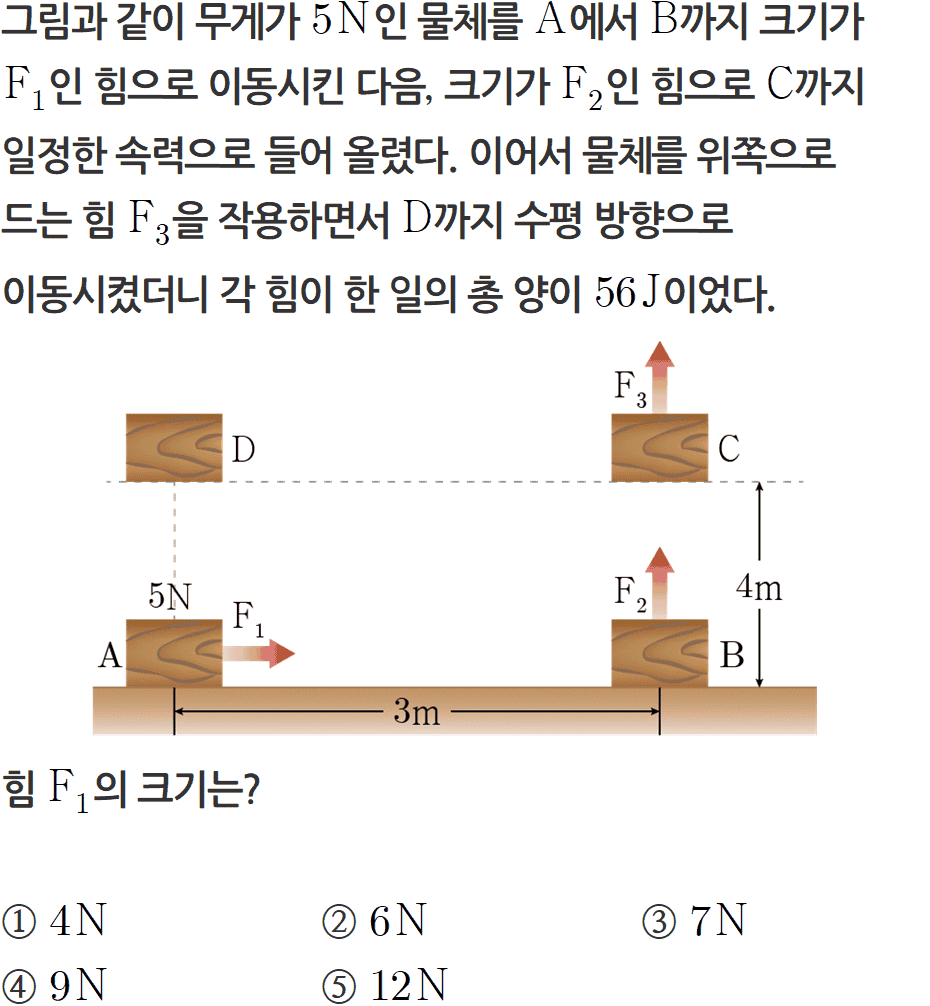 그림과 같이 무게가 5N인 물체를 A에서 B까지 크기가
F₁인 힘으로 이동시킨 다음, 크기가 F₂인 힘으로 C까지
일정한 속력으로 들어 올렸다. 이어서 물체를 위쪽으로
드는 힘 F₃을 작용하면서 D까지 수평 방향으로
이동시켰더니 각 힘이 한 일의 총 양이 56J이었다.
F₃
D
C
5N
F₁
F₂
4m
A
B
3m
힘 F₁의 크기는?
① 4N ② 6N ③ 7N
④ 9N ⑤ 12N